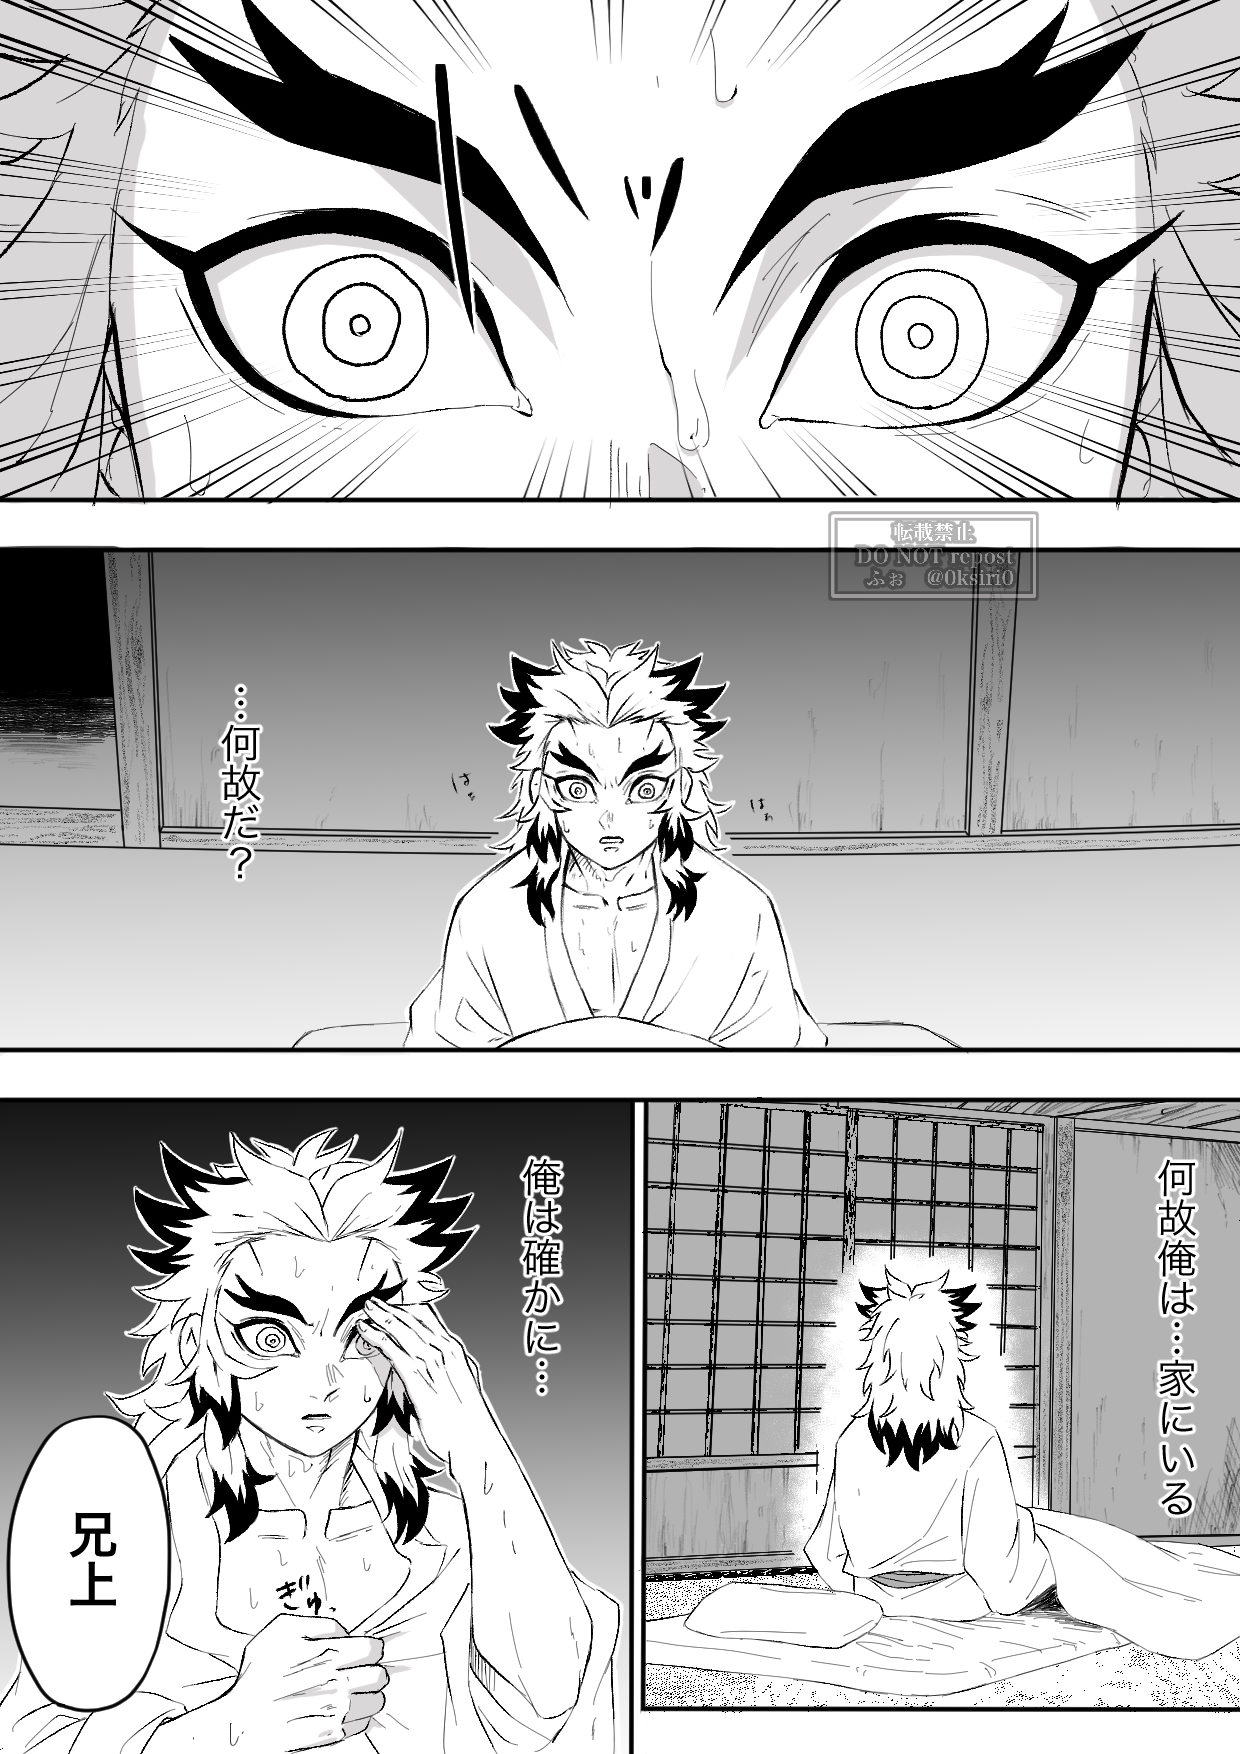 転載禁止
DO NOT repost
ふぉ @0ksiri0
…何故だ？
はぁ
はぁ
何故俺は…家にいる
俺は確かに…
ぎゅっ
兄上